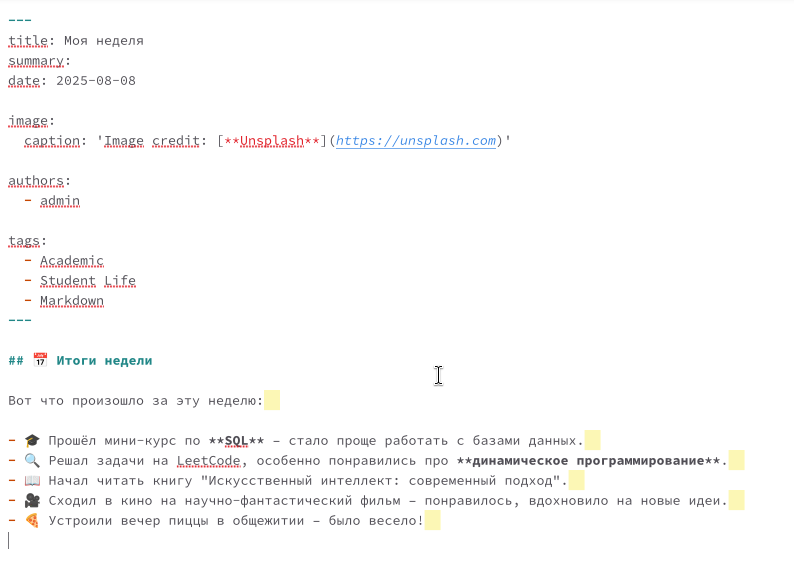 ---
title: Моя неделя
summary:
date: 2025-08-08
image:
caption: 'Image credit: [**Unsplash**](https://unsplash.com)'
authors:
- admin
tags:
- Academic
- Student Life
- Markdown
---
## 📅 Итоги недели
Вот что произошло за эту неделю:
- 🎓 Прошёл мини-курс по **SQL** – стало проще работать с базами данных.
- 🔍 Решал задачи на LeetCode, особенно понравились про **динамическое программирование**.
- 📖 Начал читать книгу "Искусственный интеллект: современный подход".
- 🎥 Сходил в кино на научно-фантастический фильм – понравилось, вдохновило на новые идеи.
- 🍕 Устроили вечер пиццы в общежитии – было весело!